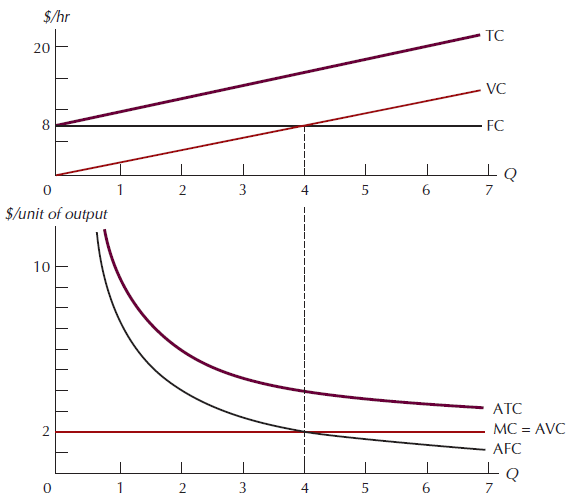 $/hr
20
TC
VC
8
FC
0 1 2 3 4 5 6 7 Q
$/unit of output
10
ATC
2
MC = AVC
AFC
0 1 2 3 4 5 6 7 Q